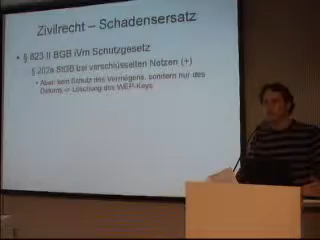 Zivilrecht – Schadensersatz
• § 823 II BGB iVm Schutzgesetz
§ 202a StGB bei verschlüsselten Netzen (+)
• Aber: kein Schutz des Vermögens, sondern nur des
Datums -> Löschung des WEP-Keys